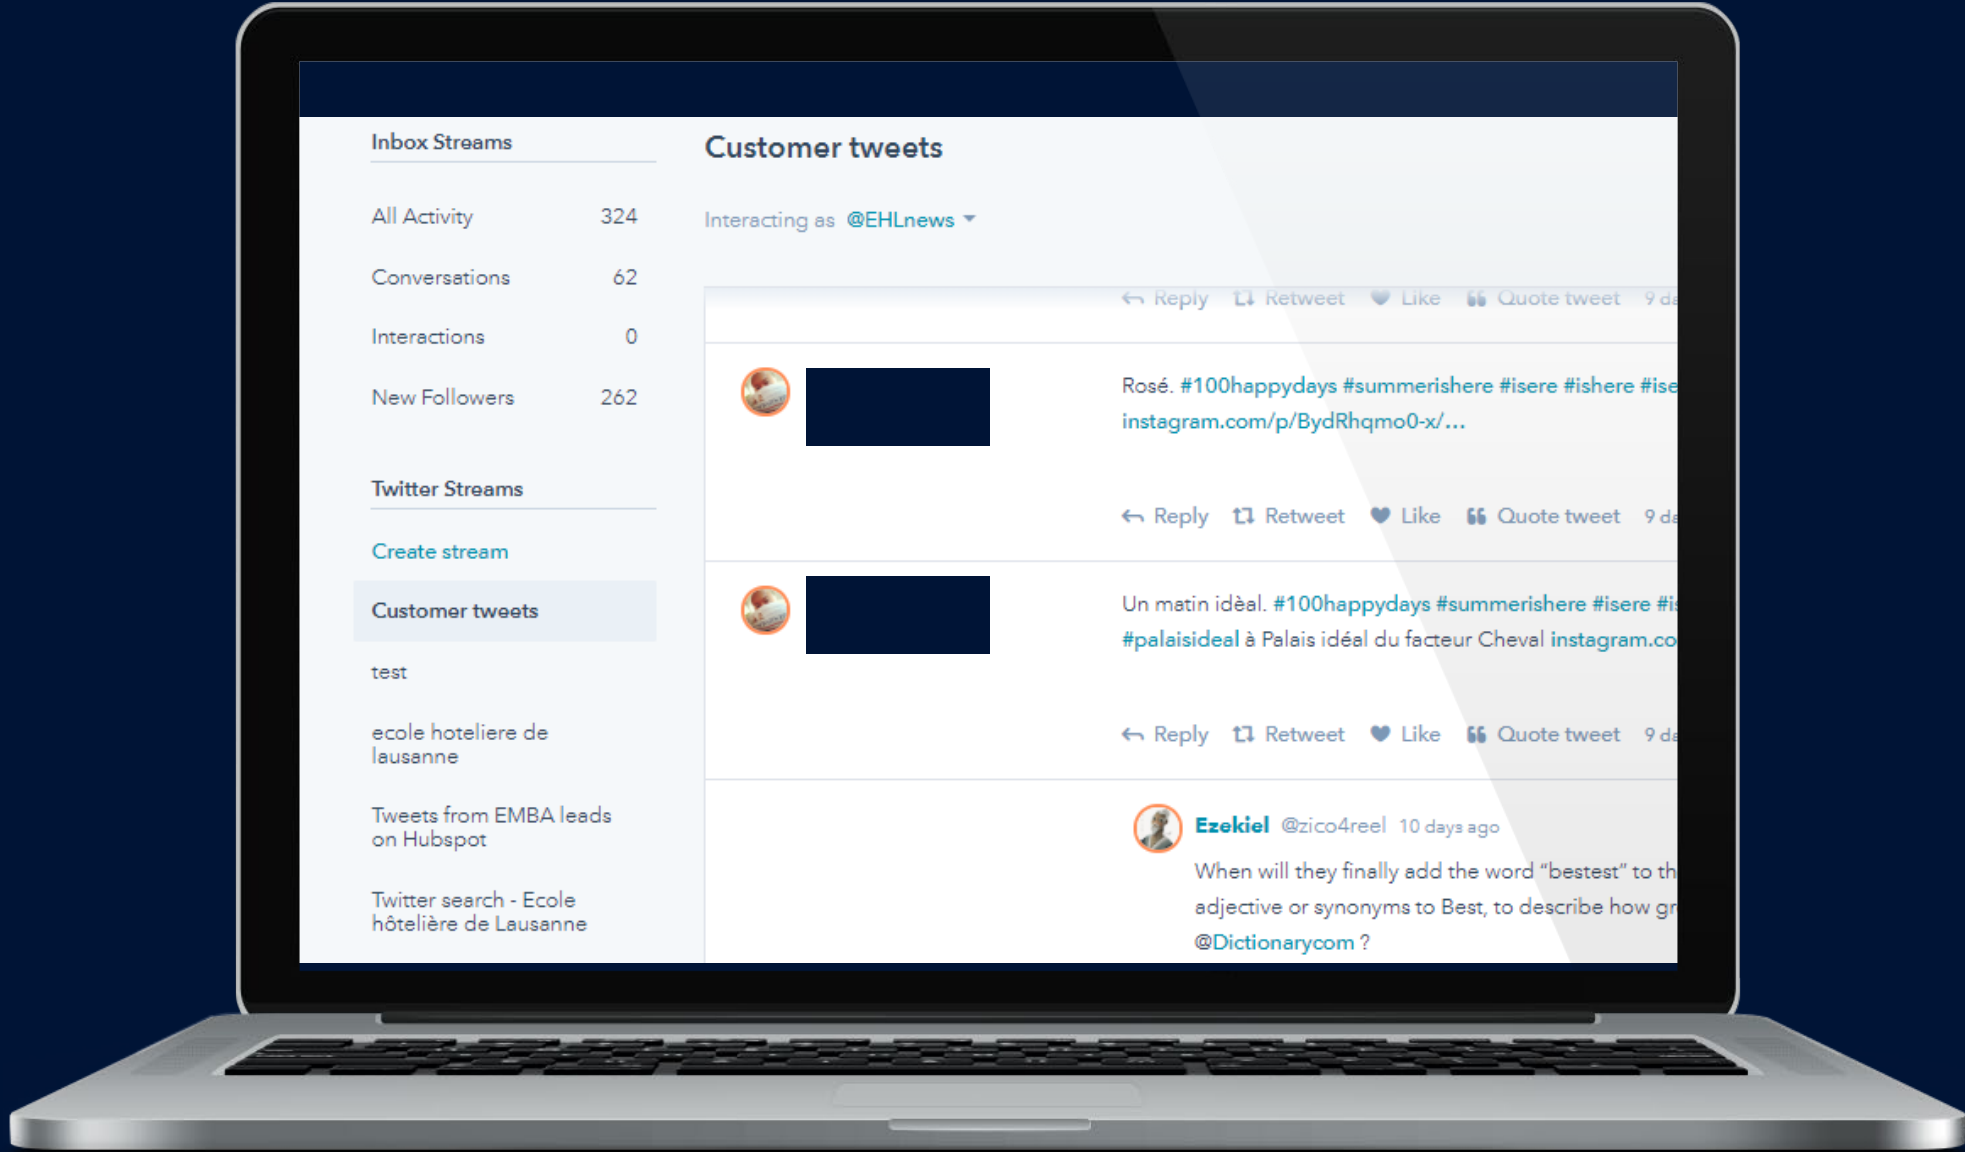 Inbox Streams
All Activity 324
Conversations 62
Interactions 0
New Followers 262
Twitter Streams
Create stream
Customer tweets
test
ecole hoteliere de
lausanne
Tweets from EMBA leads
on Hubspot
Twitter search - Ecole
hôtelière de Lausanne
Customer tweets
Interacting as @EHLnews
Reply Retweet Like Quote tweet 9
Rosé. #100happydays #summerishere #isere #ishere
instagram.com/p/BydRhqmo0-x/...
Reply Retweet Like Quote tweet 9
Un matin idèal. #100happydays #summerishere #isere
#palaisideal à Palais idéal du facteur Cheval instagram.co
Reply Retweet Like Quote tweet 9
Ezekiel @zico4reel 10 days ago
When will they finally add the word “bestest” to
adjective or synonyms to Best, to describe how
@Dictionarycom ?